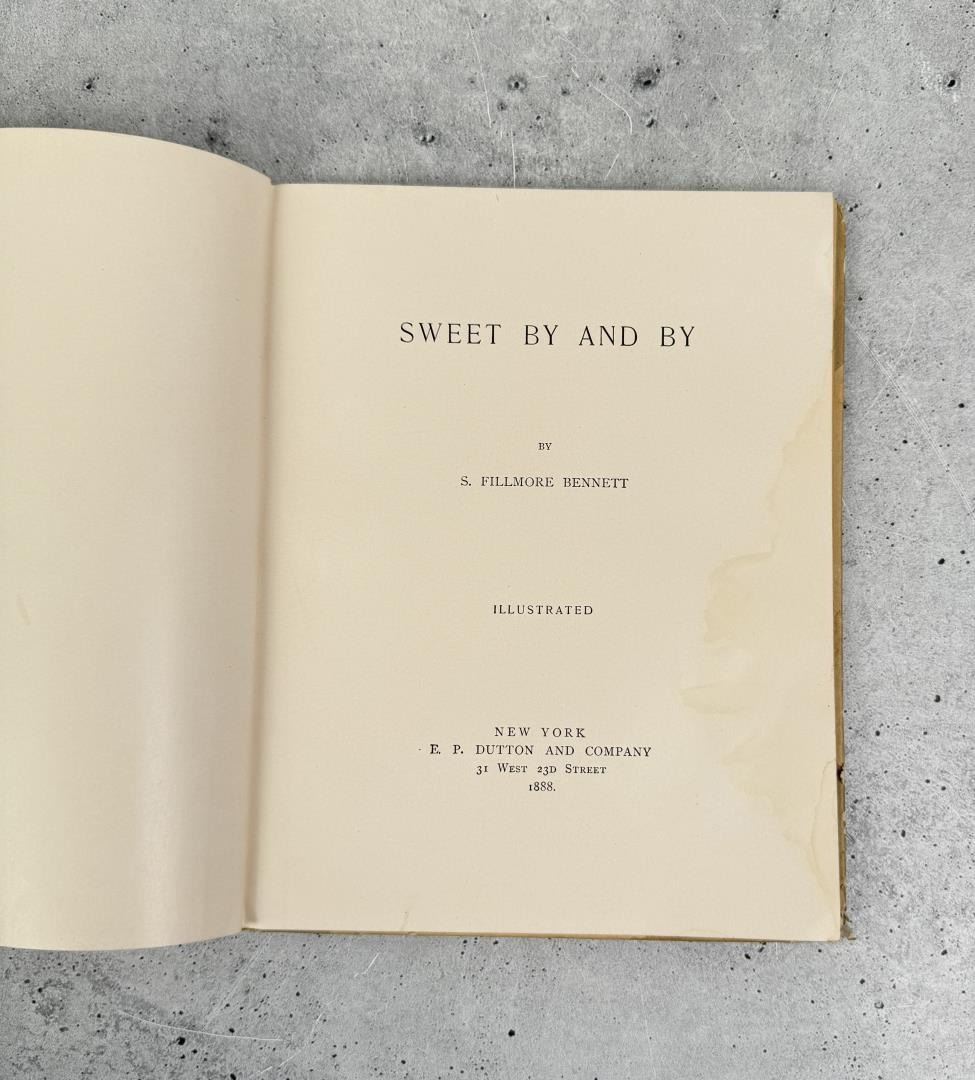 SWEET BY AND BY
BY
S. FILLMORE BENNETT
ILLUSTRATED
NEW YORK
E. P. DUTTON AND COMPANY
31 WEST 23D STREET
1888.